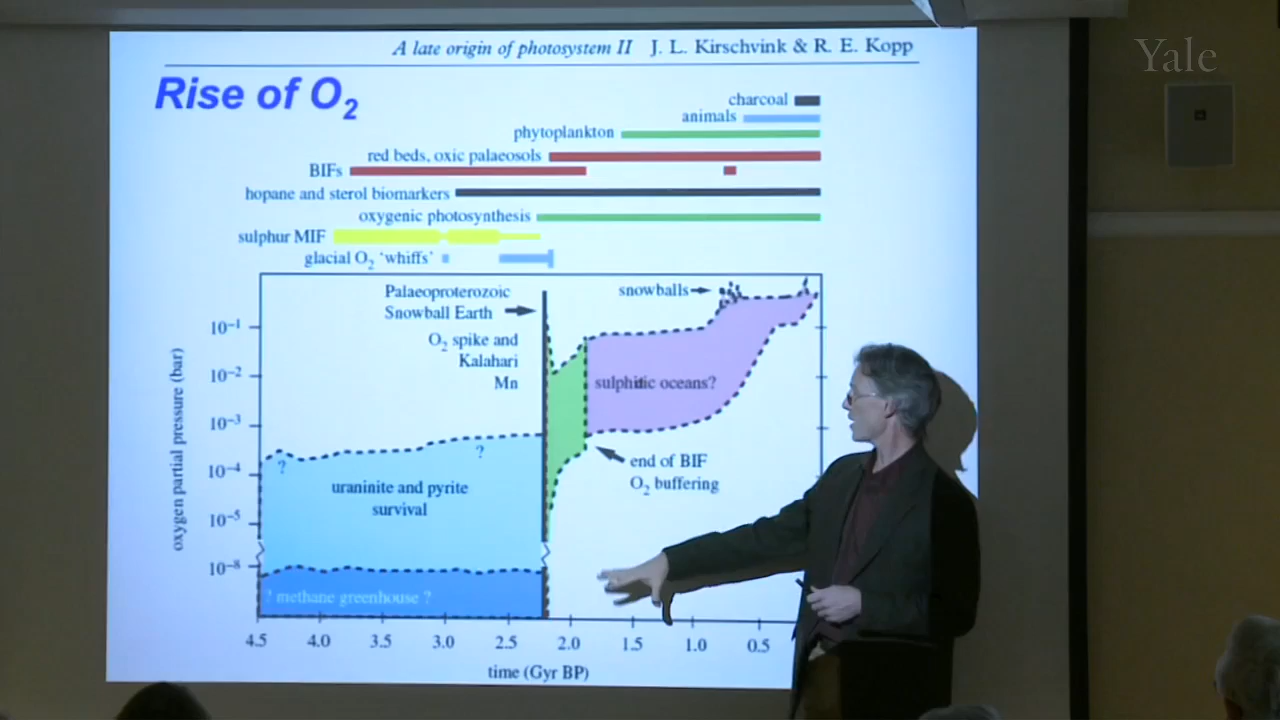 Yale
A late origin of photosystem II J. L. Kirschvink & R. E. Kopp
Rise of O₂
charcoal
animals
phytoplankton
red beds, oxic palaeosols
BIFs
hopane and sterol biomarkers
oxygenic photosynthesis
sulphur MIF
glacial O₂ ‘whiffs’
Palaeoproterozoic
Snowball Earth
snowballs
O₂ spike and
Kalahari
Mn
sulphidic oceans?
?
?
uraninite and pyrite
survival
end of BIF
O₂ buffering
? methane greenhouse ?
oxygen partial pressure (bar)
10⁻¹
10⁻²
10⁻³
10⁻⁴
10⁻⁵
10⁻⁸
4.5 4.0 3.5 3.0 2.5 2.0 1.5 1.0 0.5
time (Gyr BP)